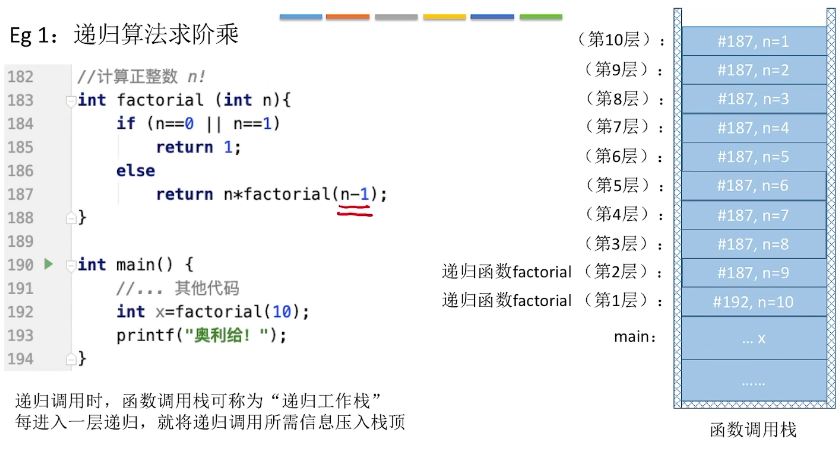 Eg 1：递归算法求阶乘
182 //计算正整数 n!
183 int factorial (int n){
184 if (n==0 || n==1)
185 return 1;
186 else
187 return n*factorial(n-1);
188 }
189
190 int main() {
191 //... 其他代码
192 int x=factorial(10);
193 printf("奥利给！");
194 }
递归调用时，函数调用栈可称为“递归工作栈”
每进入一层递归，就将递归调用所需信息压入栈顶
（第10层）： #187, n=1
（第9层）： #187, n=2
（第8层）： #187, n=3
（第7层）： #187, n=4
（第6层）： #187, n=5
（第5层）： #187, n=6
（第4层）： #187, n=7
（第3层）： #187, n=8
递归函数factorial（第2层）： #187, n=9
递归函数factorial（第1层）： #192, n=10
main： ... x
......
函数调用栈